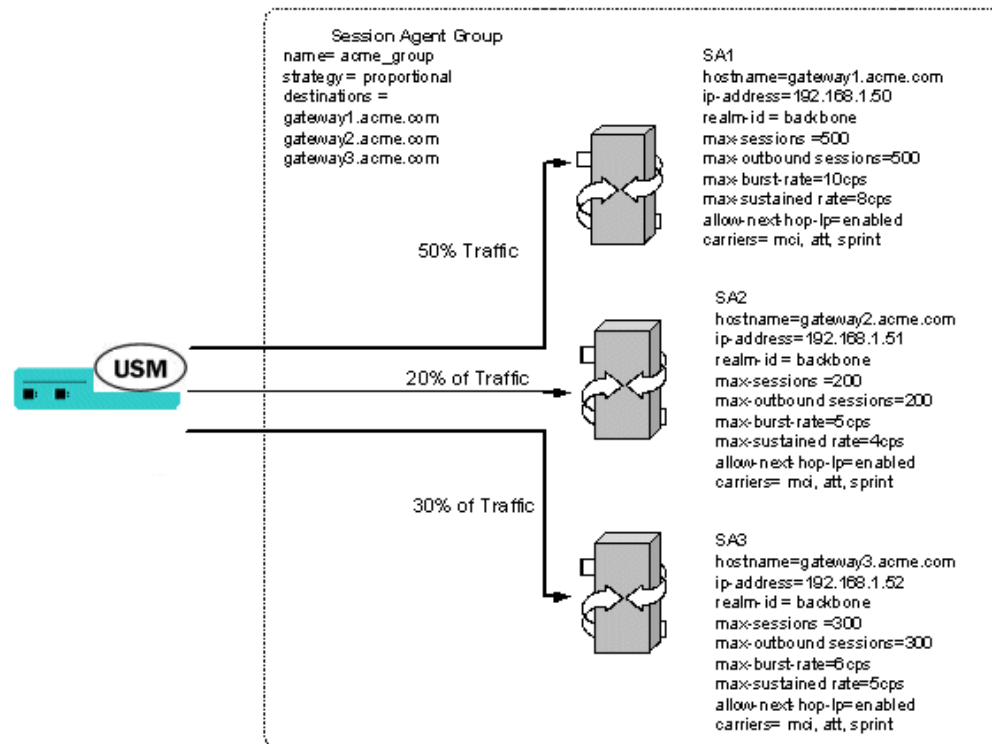 Session Agent Group
name= acme_group
strategy= proportional
destinations =
gateway1.acme.com
gateway2.acme.com
gateway3.acme.com
SA1
hostname=gateway1.acme.com
ip-address=192.168.1.50
realm-id = backbone
max-sessions =500
max-outbound sessions=500
max-burst-rate=10cps
max-sustained rate=8cps
allow-next-hop-lp=enabled
carriers= mci, att, sprint
50% Traffic
SA2
hostname=gateway2.acme.com
ip-address=192.168.1.51
realm-id = backbone
max-sessions =200
max-outbound sessions=200
max-burst-rate=5cps
max-sustained rate=4cps
allow-next-hop-lp=enabled
carriers= mci, att, sprint
USM
20% of Traffic
30% of Traffic
SA3
hostname=gateway3.acme.com
ip-address=192.168.1.52
realm-id = backbone
max-sessions =300
max-outbound sessions=300
max-burst-rate=6cps
max-sustained rate=5cps
allow-next-hop-lp=enabled
carriers= mci, att, sprint